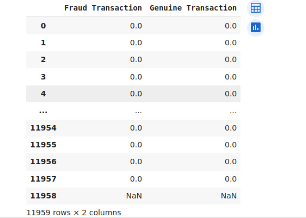 Fraud Transaction Genuine Transaction
0 0.0 0.0
1 0.0 0.0
2 0.0 0.0
3 0.0 0.0
4 0.0 0.0
... ... ...
11954 0.0 0.0
11955 0.0 0.0
11956 0.0 0.0
11957 0.0 0.0
11958 NaN NaN
11959 rows × 2 columns